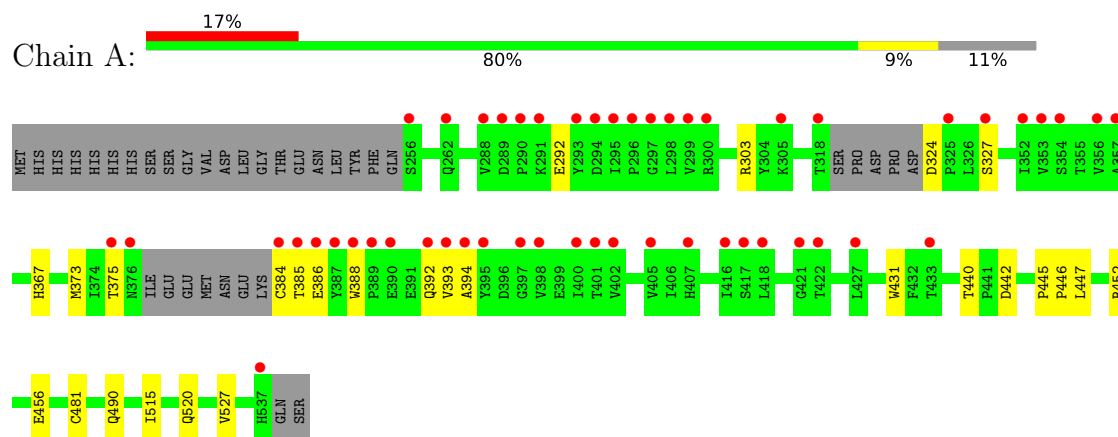 17%
Chain A:
80% 9% 11%
MET HIS HIS HIS HIS HIS HIS SER SER GLY VAL ASP LEU GLY THR GLU ASN LEU TYR PHE GLN S256 Q262 V288 D289 P290 K291 E292 Y293 D294 I295 P296 G297 L298 V299 R300 R303 Y304 K305 T318 SER PRO ASP PRO ASP D324 P325 L326 S327 I352 V353 S354 T355 V356 A357
H367 M373 I374 T375 N376 ILE GLU GLU MET ASN GLU LYS C384 T385 E386 Y387 W388 P389 E390 E391 Q392 V393 A394 Y395 D396 G397 V398 E399 I400 T401 V402 V405 I406 H407 I416 S417 L418 G421 T422 L427 W431 F432 T433 T440 P441 D442 P445 P446 L447
E456 C481 Q490 I515 Q520 V527 H537 GLN SER